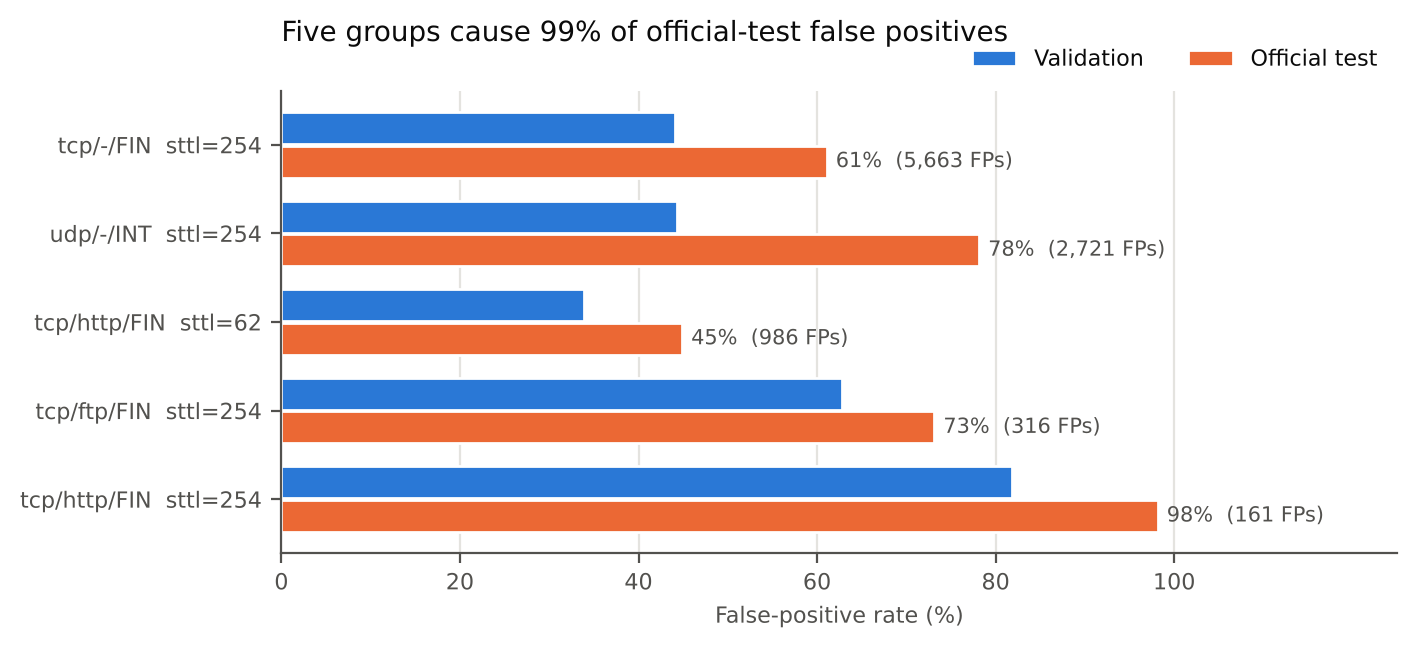 Five groups cause 99% of official-test false positives
Validation
Official test
tcp/-/FIN  sttl=254
61%  (5,663 FPs)
udp/-/INT  sttl=254
78%  (2,721 FPs)
tcp/http/FIN  sttl=62
45%  (986 FPs)
tcp/ftp/FIN  sttl=254
73%  (316 FPs)
tcp/http/FIN  sttl=254
98%  (161 FPs)
0 20 40 60 80 100
False-positive rate (%)